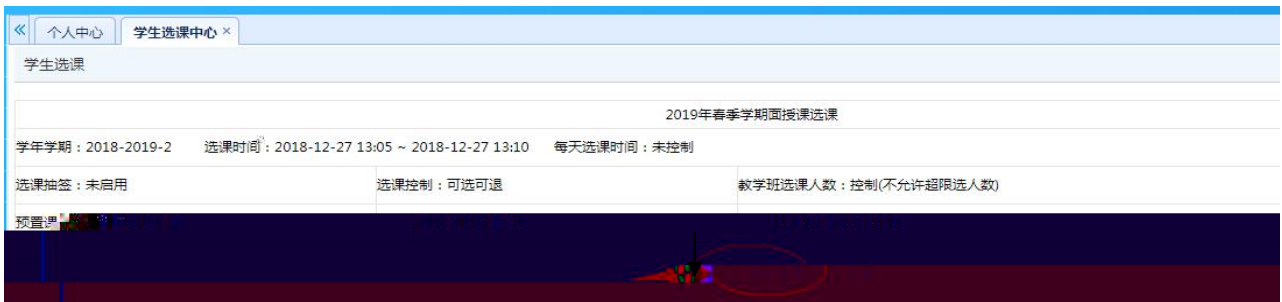 个人中心 学生选课中心 ×
学生选课
2019年春季学期面授课选课
学年学期：2018-2019-2 选课时间：2018-12-27 13:05 ~ 2018-12-27 13:10 每天选课时间：未控制
选课抽签：未启用 选课控制：可选可退 教学班选课人数：控制(不允许超限选人数)
预置课